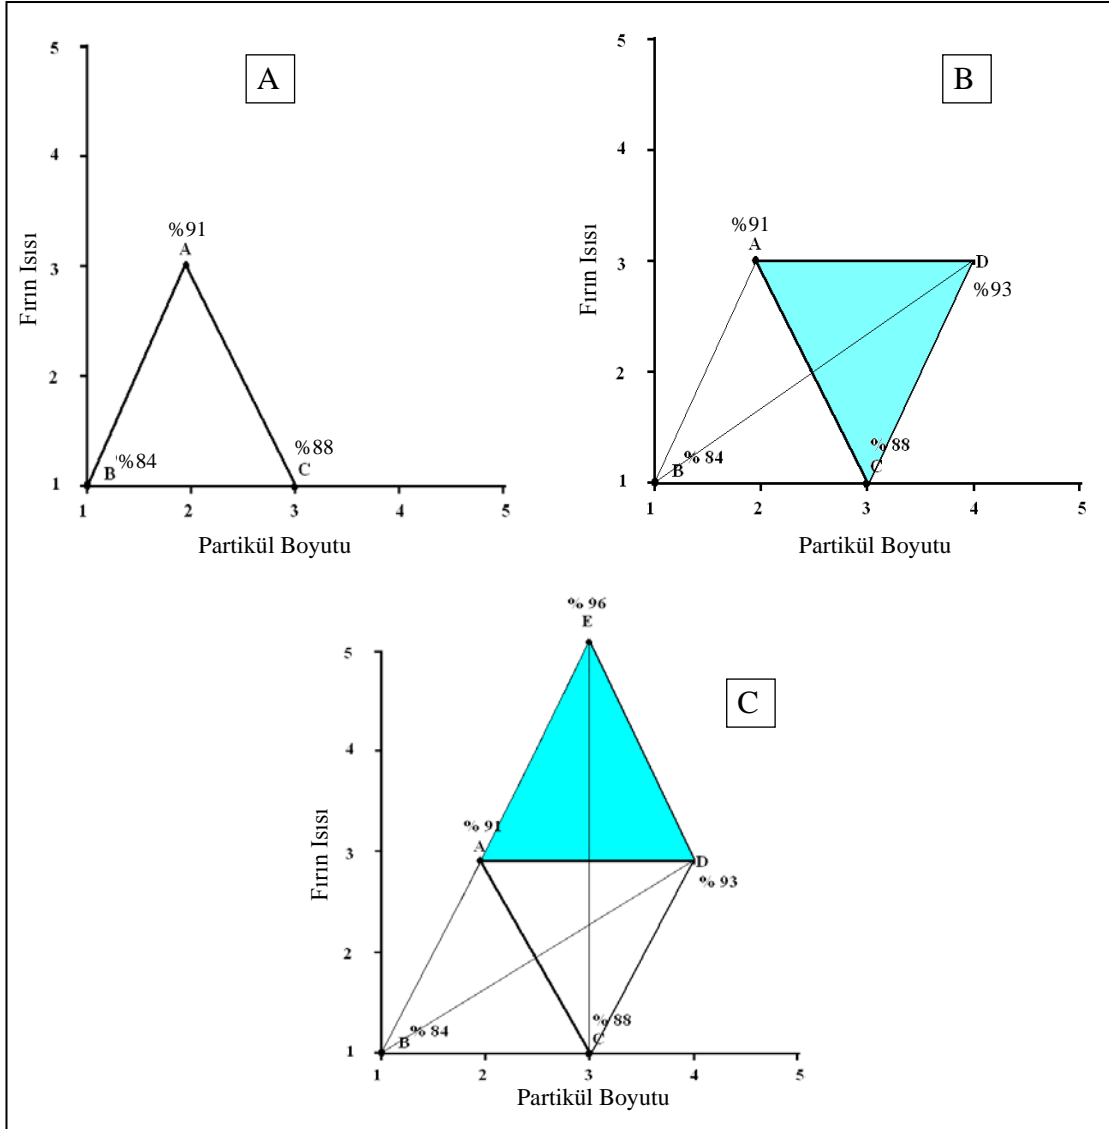 A
5
4
3
2
1
Fırın Isısı
%91
A
B
%84
%88
C
1 2 3 4 5
Partikül Boyutu
B
5
4
3
2
1
Fırın Isısı
%91
A
D
%93
B
% 84
% 88
C
1 2 3 4 5
Partikül Boyutu
C
% 96
E
5
4
3
2
1
Fırın Isısı
% 91
A
D
% 93
B
% 84
% 88
C
1 2 3 4 5
Partikül Boyutu